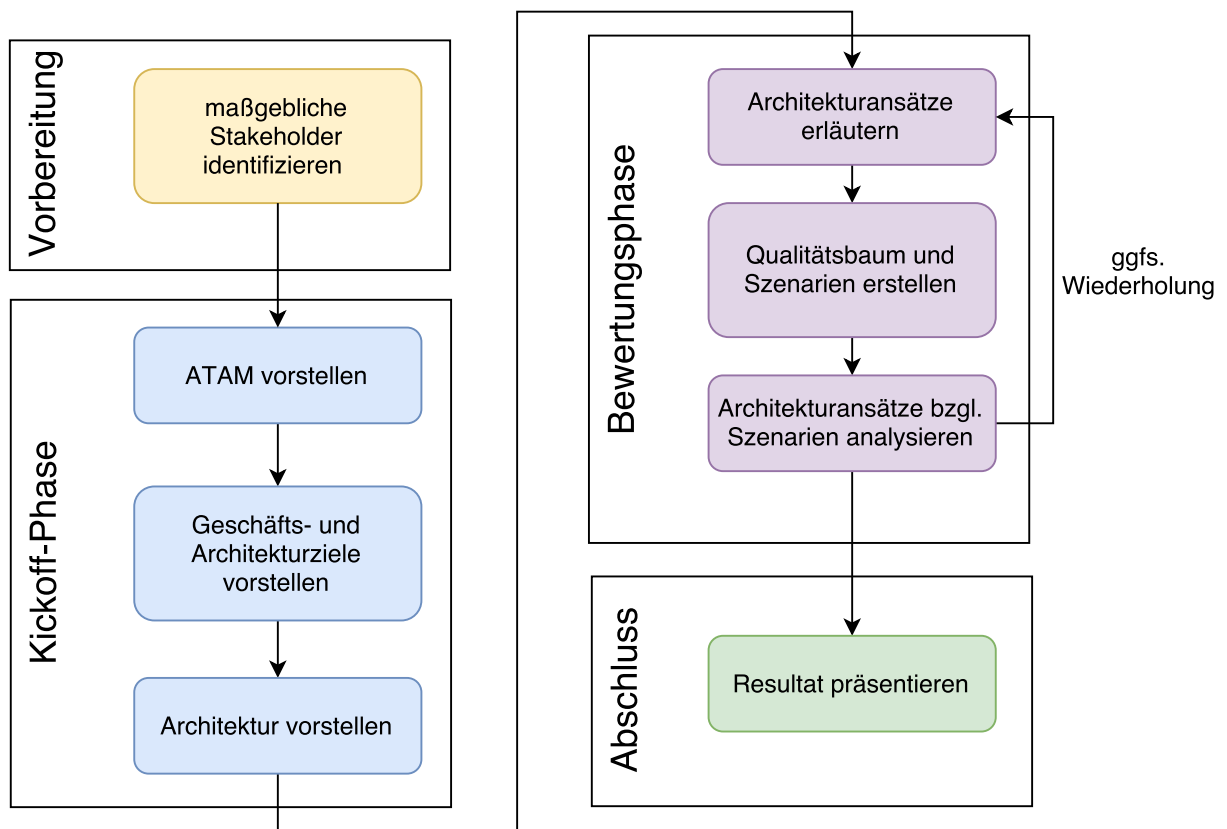 Vorbereitung
maßgebliche
Stakeholder
identifizieren
Kickoff-Phase
ATAM vorstellen
Geschäfts- und
Architekturziele
vorstellen
Architektur vorstellen
Bewertungsphase
Architekturansätze
erläutern
Qualitätsbaum und
Szenarien erstellen
Architekturansätze bzgl.
Szenarien analysieren
ggfs.
Wiederholung
Abschluss
Resultat präsentieren